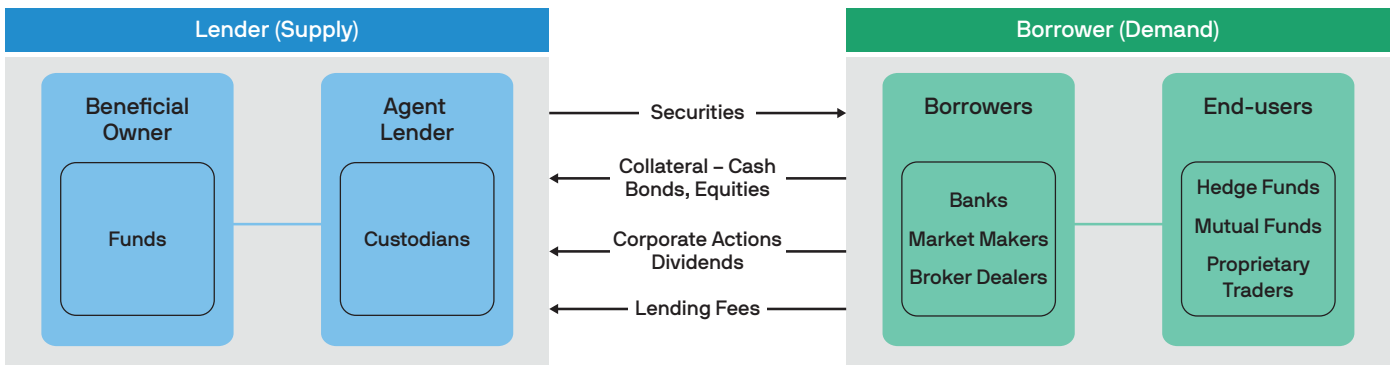 Lender (Supply)
Borrower (Demand)
Beneficial
Owner
Funds
Agent
Lender
Custodians
Securities
Collateral – Cash
Bonds, Equities
Corporate Actions
Dividends
Lending Fees
Borrowers
Banks
Market Makers
Broker Dealers
End-users
Hedge Funds
Mutual Funds
Proprietary
Traders